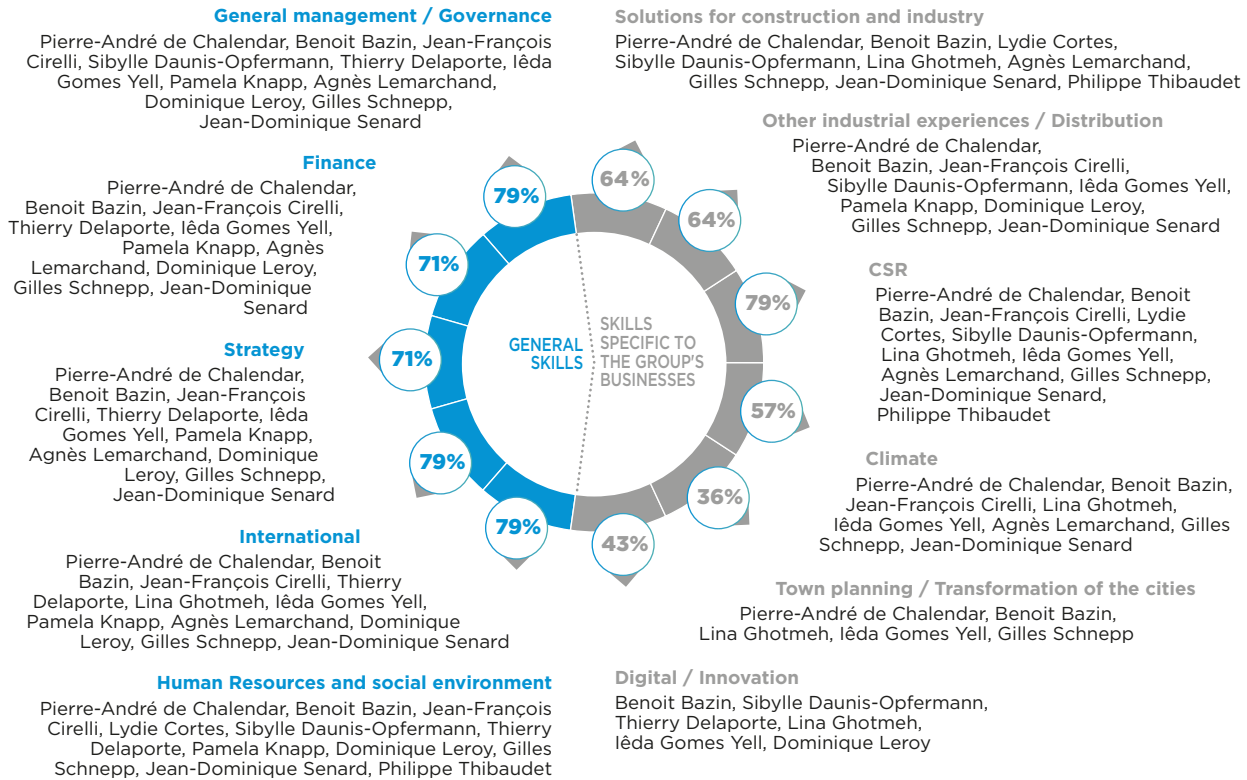 General management / Governance
Pierre-André de Chalendar, Benoit Bazin, Jean-François
Cirelli, Sibylle Daunis-Opfermann, Thierry Delaporte, Iêda
Gomes Yell, Pamela Knapp, Agnès Lemarchand,
Dominique Leroy, Gilles Schnepp,
Jean-Dominique Senard
Finance
Pierre-André de Chalendar,
Benoit Bazin, Jean-François Cirelli,
Thierry Delaporte, Iêda Gomes Yell,
Pamela Knapp, Agnès
Lemarchand, Dominique Leroy,
Gilles Schnepp, Jean-Dominique
Senard
Strategy
Pierre-André de Chalendar,
Benoit Bazin, Jean-François
Cirelli, Thierry Delaporte, Iêda
Gomes Yell, Pamela Knapp,
Agnès Lemarchand, Dominique
Leroy, Gilles Schnepp,
Jean-Dominique Senard
International
Pierre-André de Chalendar, Benoit
Bazin, Jean-François Cirelli, Thierry
Delaporte, Lina Ghotmeh, Iêda Gomes Yell,
Pamela Knapp, Agnès Lemarchand, Dominique
Leroy, Gilles Schnepp, Jean-Dominique Senard
Human Resources and social environment
Pierre-André de Chalendar, Benoit Bazin, Jean-François
Cirelli, Lydie Cortes, Sibylle Daunis-Opfermann, Thierry
Delaporte, Pamela Knapp, Dominique Leroy, Gilles
Schnepp, Jean-Dominique Senard, Philippe Thibaudet
79%
71%
71%
79%
79%
GENERAL
SKILLS
SKILLS
SPECIFIC TO
THE GROUP'S
BUSINESSES
64%
64%
79%
57%
36%
43%
Solutions for construction and industry
Pierre-André de Chalendar, Benoit Bazin, Lydie Cortes,
Sibylle Daunis-Opfermann, Lina Ghotmeh, Agnès Lemarchand,
Gilles Schnepp, Jean-Dominique Senard, Philippe Thibaudet
Other industrial experiences / Distribution
Pierre-André de Chalendar,
Benoit Bazin, Jean-François Cirelli,
Sibylle Daunis-Opfermann, Iêda Gomes Yell,
Pamela Knapp, Dominique Leroy,
Gilles Schnepp, Jean-Dominique Senard
CSR
Pierre-André de Chalendar, Benoit
Bazin, Jean-François Cirelli, Lydie
Cortes, Sibylle Daunis-Opfermann,
Lina Ghotmeh, Iêda Gomes Yell,
Agnès Lemarchand, Gilles Schnepp,
Jean-Dominique Senard,
Philippe Thibaudet
Climate
Pierre-André de Chalendar, Benoit Bazin,
Jean-François Cirelli, Lina Ghotmeh,
Iêda Gomes Yell, Agnès Lemarchand, Gilles
Schnepp, Jean-Dominique Senard
Town planning / Transformation of the cities
Pierre-André de Chalendar, Benoit Bazin,
Lina Ghotmeh, Iêda Gomes Yell, Gilles Schnepp
Digital / Innovation
Benoit Bazin, Sibylle Daunis-Opfermann,
Thierry Delaporte, Lina Ghotmeh,
Iêda Gomes Yell, Dominique Leroy